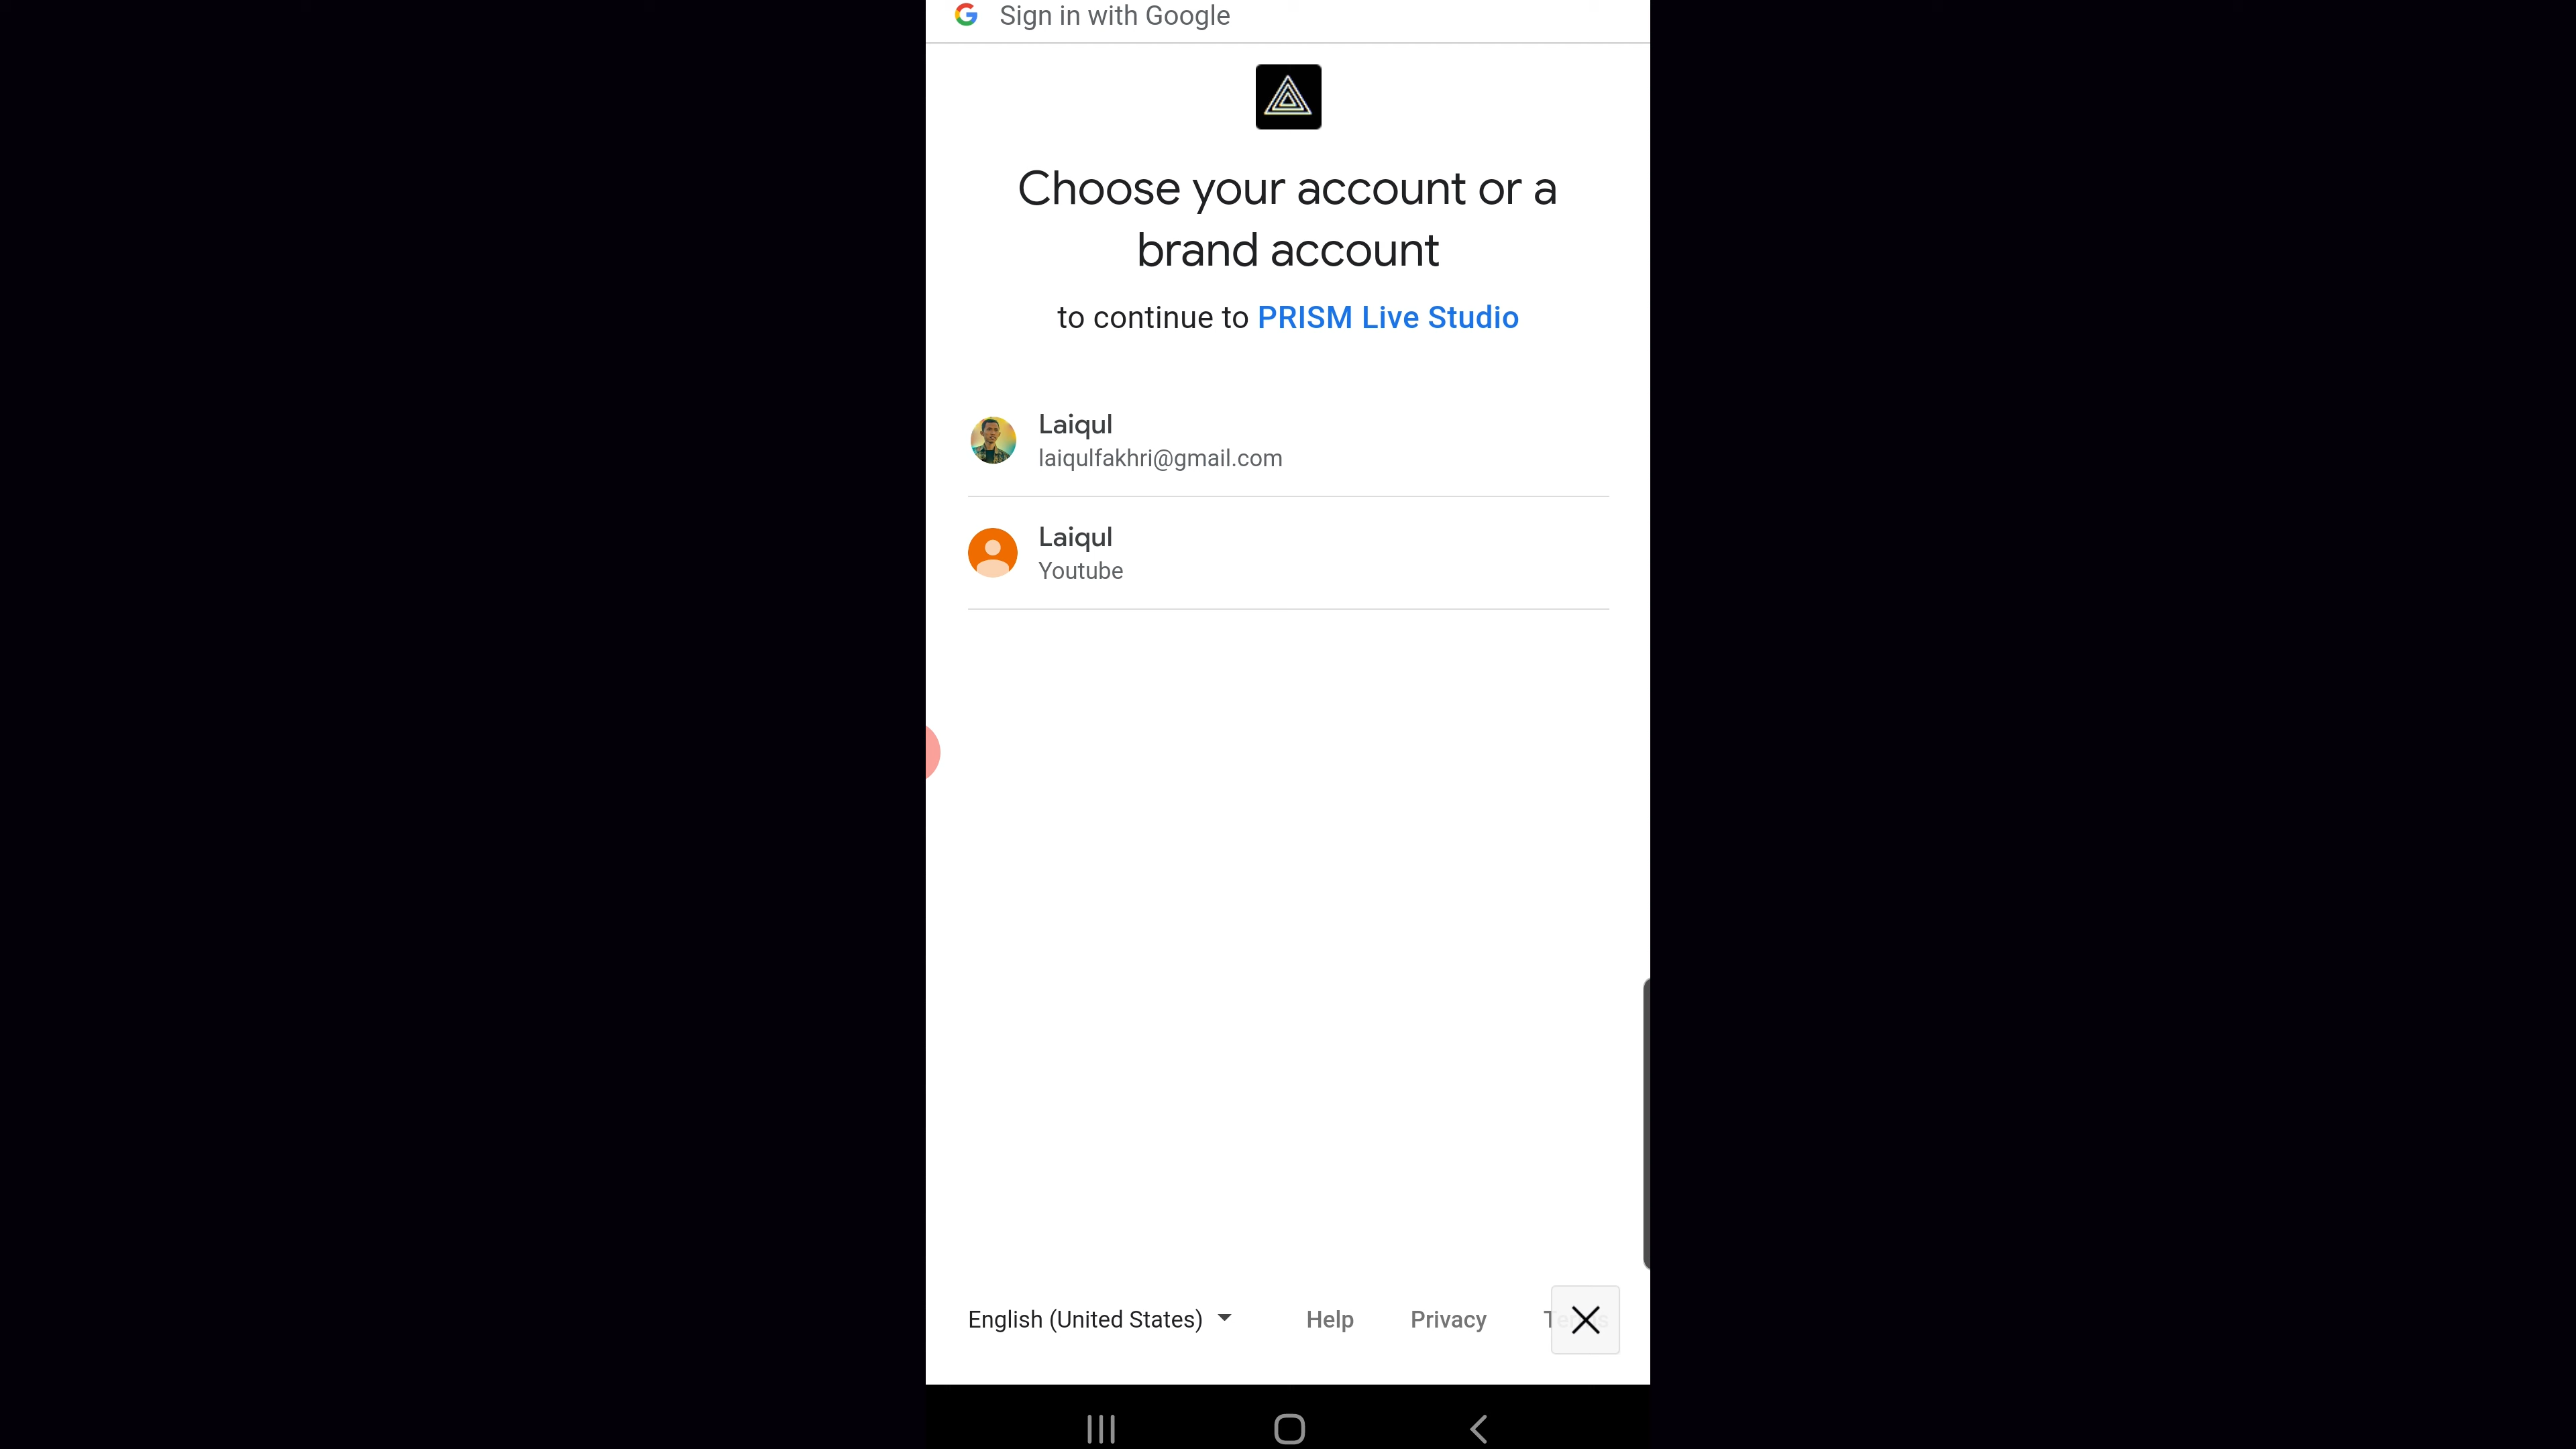 Sign in with Google
Choose your account or a
brand account
to continue to PRISM Live Studio
Laiqul
laiqulfakhri@gmail.com
Laiqul
Youtube
English (United States) Help Privacy